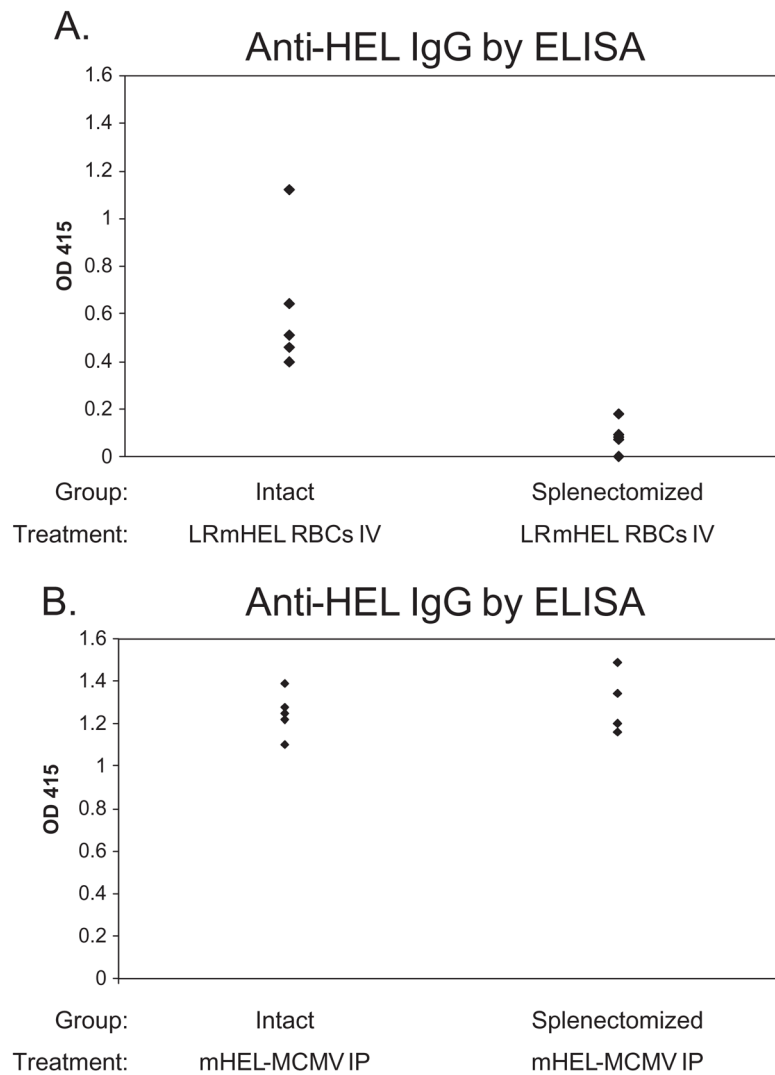 A.
Anti-HEL IgG by ELISA
1.6
1.4
1.2
1
0.8
0.6
0.4
0.2
0
OD 415
Group: Intact Splenectomized
Treatment: LRmHEL RBCs IV LRmHEL RBCs IV
B.
Anti-HEL IgG by ELISA
1.6
1.4
1.2
1
0.8
0.6
0.4
0.2
0
OD 415
Group: Intact Splenectomized
Treatment: mHEL-MCMV IP mHEL-MCMV IP